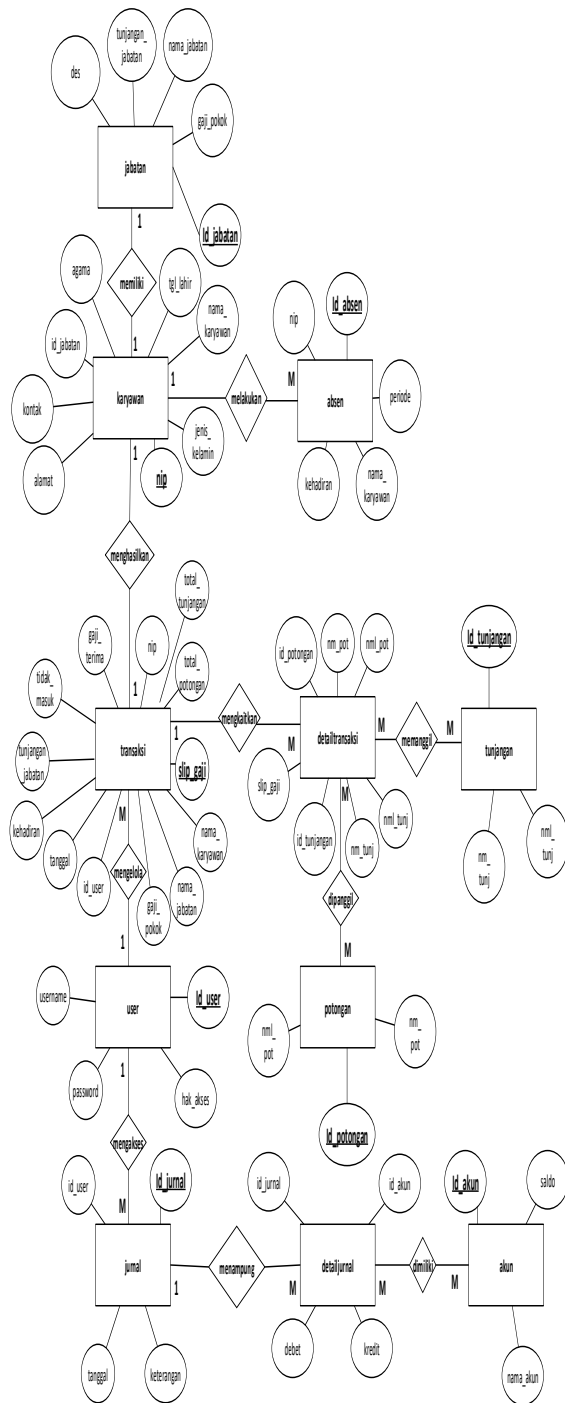 tunjangan_
jabatan
nama_jabatan
des
gaji_pokok
jabatan
Id_jabatan
1
memiliki
agama
tgl_lahir
1
nama_
karyawan
id_jabatan
karyawan
1
melakukan
M
absen
nip
Id_absen
periode
kehadiran
nama_
karyawan
kontak
jenis_
kelamin
alamat
1
nip
menghasilkan
total_
tunjangan
gaji_
terima
nip
total_
potongan
tidak_
masuk
1
transaksi
1
mengkaitkan
M
detailtransaksi
id_potongan
nm_pot
nml_pot
M
memanggil
M
tunjangan
Id_tunjangan
nm_
tunj
nml_
tunj
slip_gaji
tunjangan
_jabatan
slip_gaji
kehadiran
tanggal
id_user
M
mengelola
gaji_
pokok
nama_
jabatan
nama_
karyawan
id_tunjangan
M
nm_
tunj
nml_tunj
dipanggil
M
1
username
user
Id_user
password
hak_akses
1
potongan
nml_
pot
nm_
pot
Id_potongan
mengakses
id_user
Id_jurnal
M
jurnal
1
menampung
M
detailjurnal
id_jurnal
id_akun
M
dimiliki
M
akun
Id_akun
saldo
tanggal
keterangan
debet
kredit
nama_akun